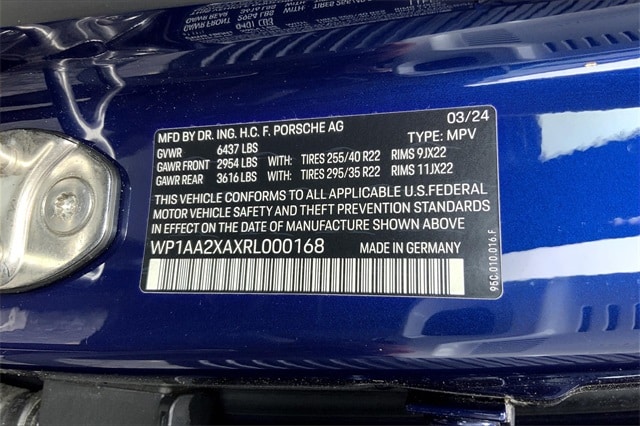 MFD BY DR. ING. H.C. F. PORSCHE AG 03/24
GVWR 6437 LBS TYPE: MPV
GAWR FRONT 2954 LBS WITH: TIRES 255/40 R22 RIMS 9JX22
GAWR REAR 3616 LBS WITH: TIRES 295/35 R22 RIMS 11JX22
THIS VEHICLE CONFORMS TO ALL APPLICABLE U.S.FEDERAL
MOTOR VEHICLE SAFETY AND THEFT PREVENTION STANDARDS
IN EFFECT ON THE DATE OF MANUFACTURE SHOWN ABOVE
WP1AA2XAXRL000168 MADE IN GERMANY
95C.010.016.F